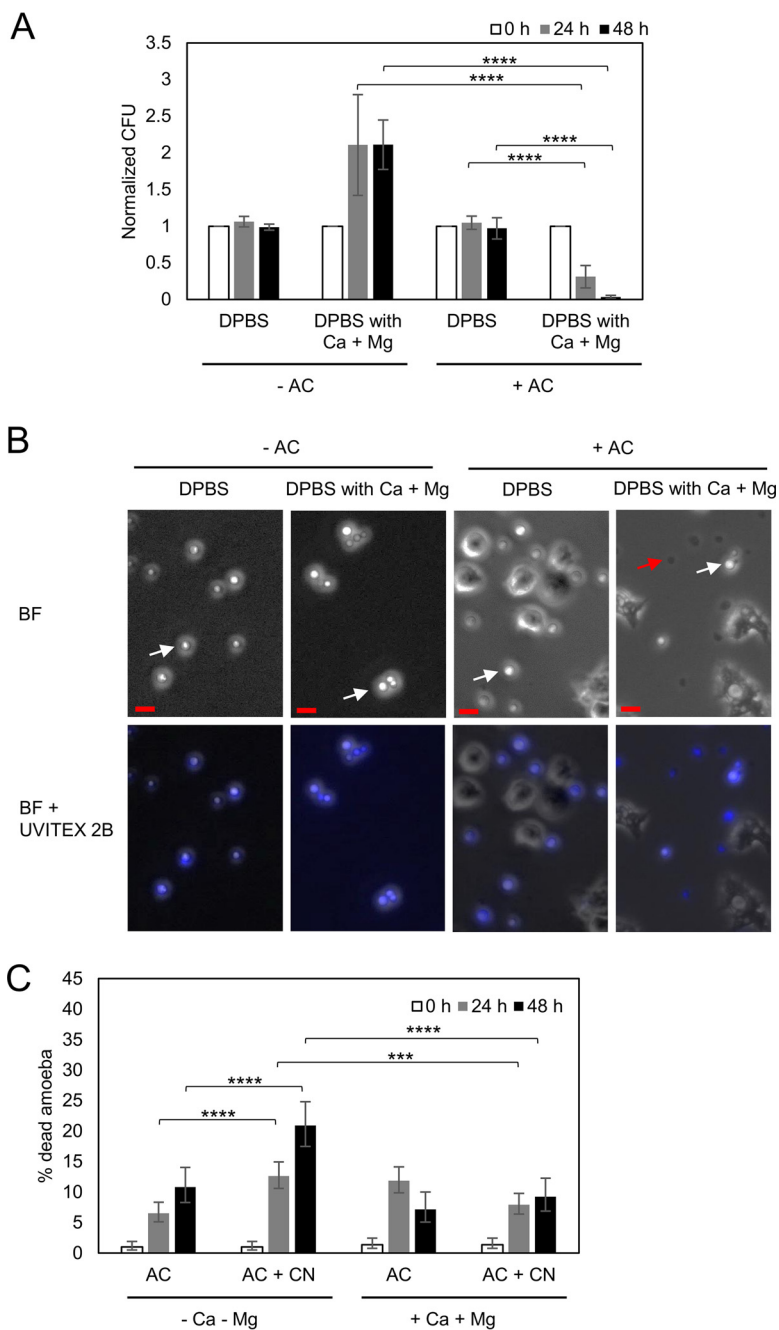 A
0 h 24 h 48 h
3.5
3
2.5
2
1.5
1
0.5
0
Normalized CFU
****
****
****
****
DPBS
DPBS with
Ca + Mg
DPBS
DPBS with
Ca + Mg
- AC
+ AC
B
- AC
+ AC
DPBS
DPBS with Ca + Mg
DPBS
DPBS with Ca + Mg
BF
BF +
UVITEX 2B
C
45
40
35
30
25
20
15
10
5
0
% dead amoeba
0 h 24 h 48 h
****
***
****
****
AC
AC + CN
AC
AC + CN
- Ca - Mg
+ Ca + Mg